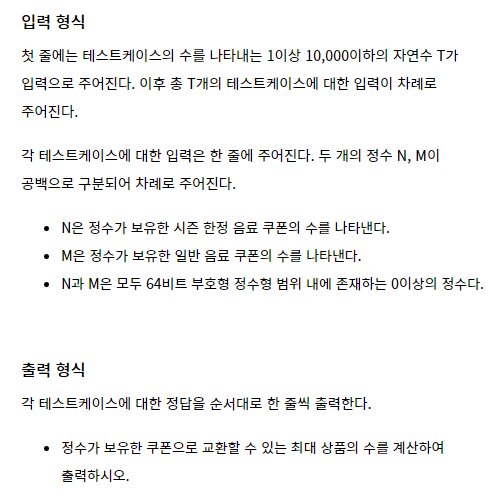 입력 형식
첫 줄에는 테스트케이스의 수를 나타내는 1이상 10,000이하의 자연수 T가
입력으로 주어진다. 이후 총 T개의 테스트케이스에 대한 입력이 차례로
주어진다.
각 테스트케이스에 대한 입력은 한 줄에 주어진다. 두 개의 정수 N, M이
공백으로 구분되어 차례로 주어진다.
• N은 정수가 보유한 시즌 한정 음료 쿠폰의 수를 나타낸다.
• M은 정수가 보유한 일반 음료 쿠폰의 수를 나타낸다.
• N과 M은 모두 64비트 부호형 정수형 범위 내에 존재하는 0이상의 정수다.
출력 형식
각 테스트케이스에 대한 정답을 순서대로 한 줄씩 출력한다.
• 정수가 보유한 쿠폰으로 교환할 수 있는 최대 상품의 수를 계산하여
출력하시오.